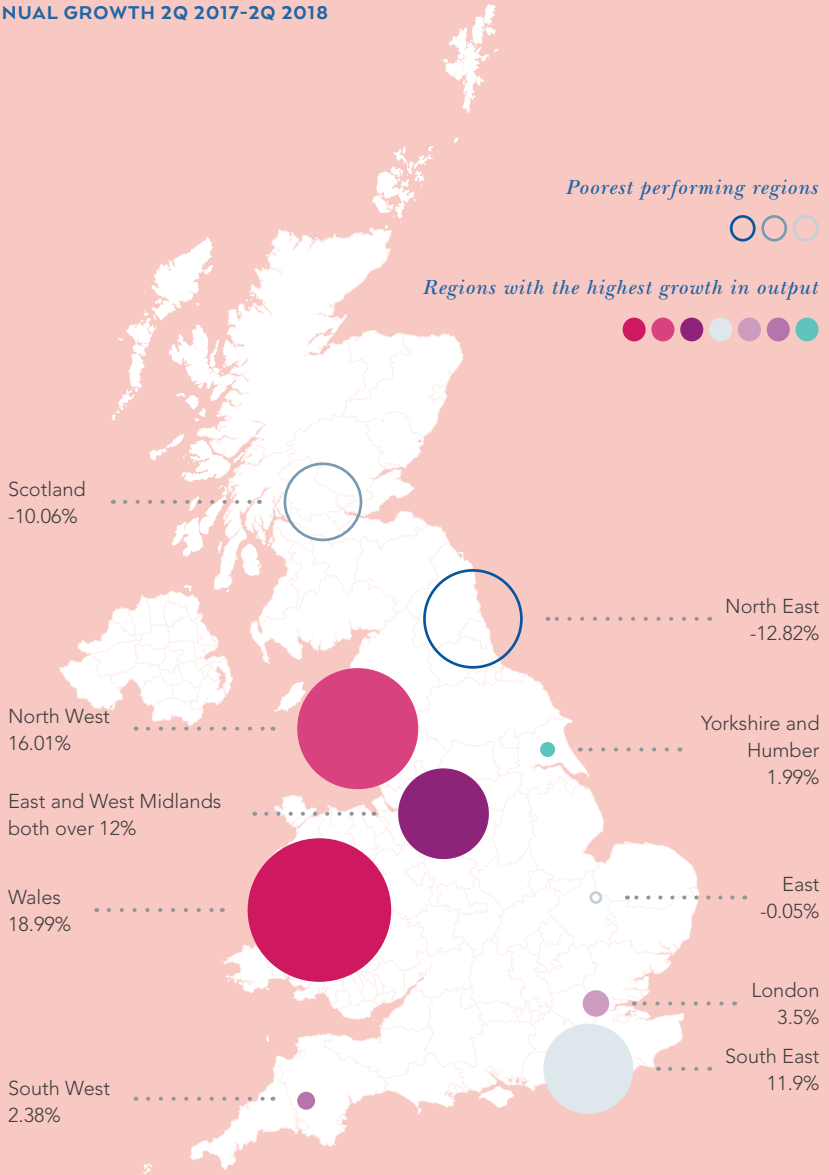 NUAL GROWTH 2Q 2017-2Q 2018
Poorest performing regions
Regions with the highest growth in output
Scotland
-10.06%
North East
-12.82%
North West
16.01%
Yorkshire and
Humber
1.99%
East and West Midlands
both over 12%
Wales
18.99%
East
-0.05%
London
3.5%
South East
11.9%
South West
2.38%